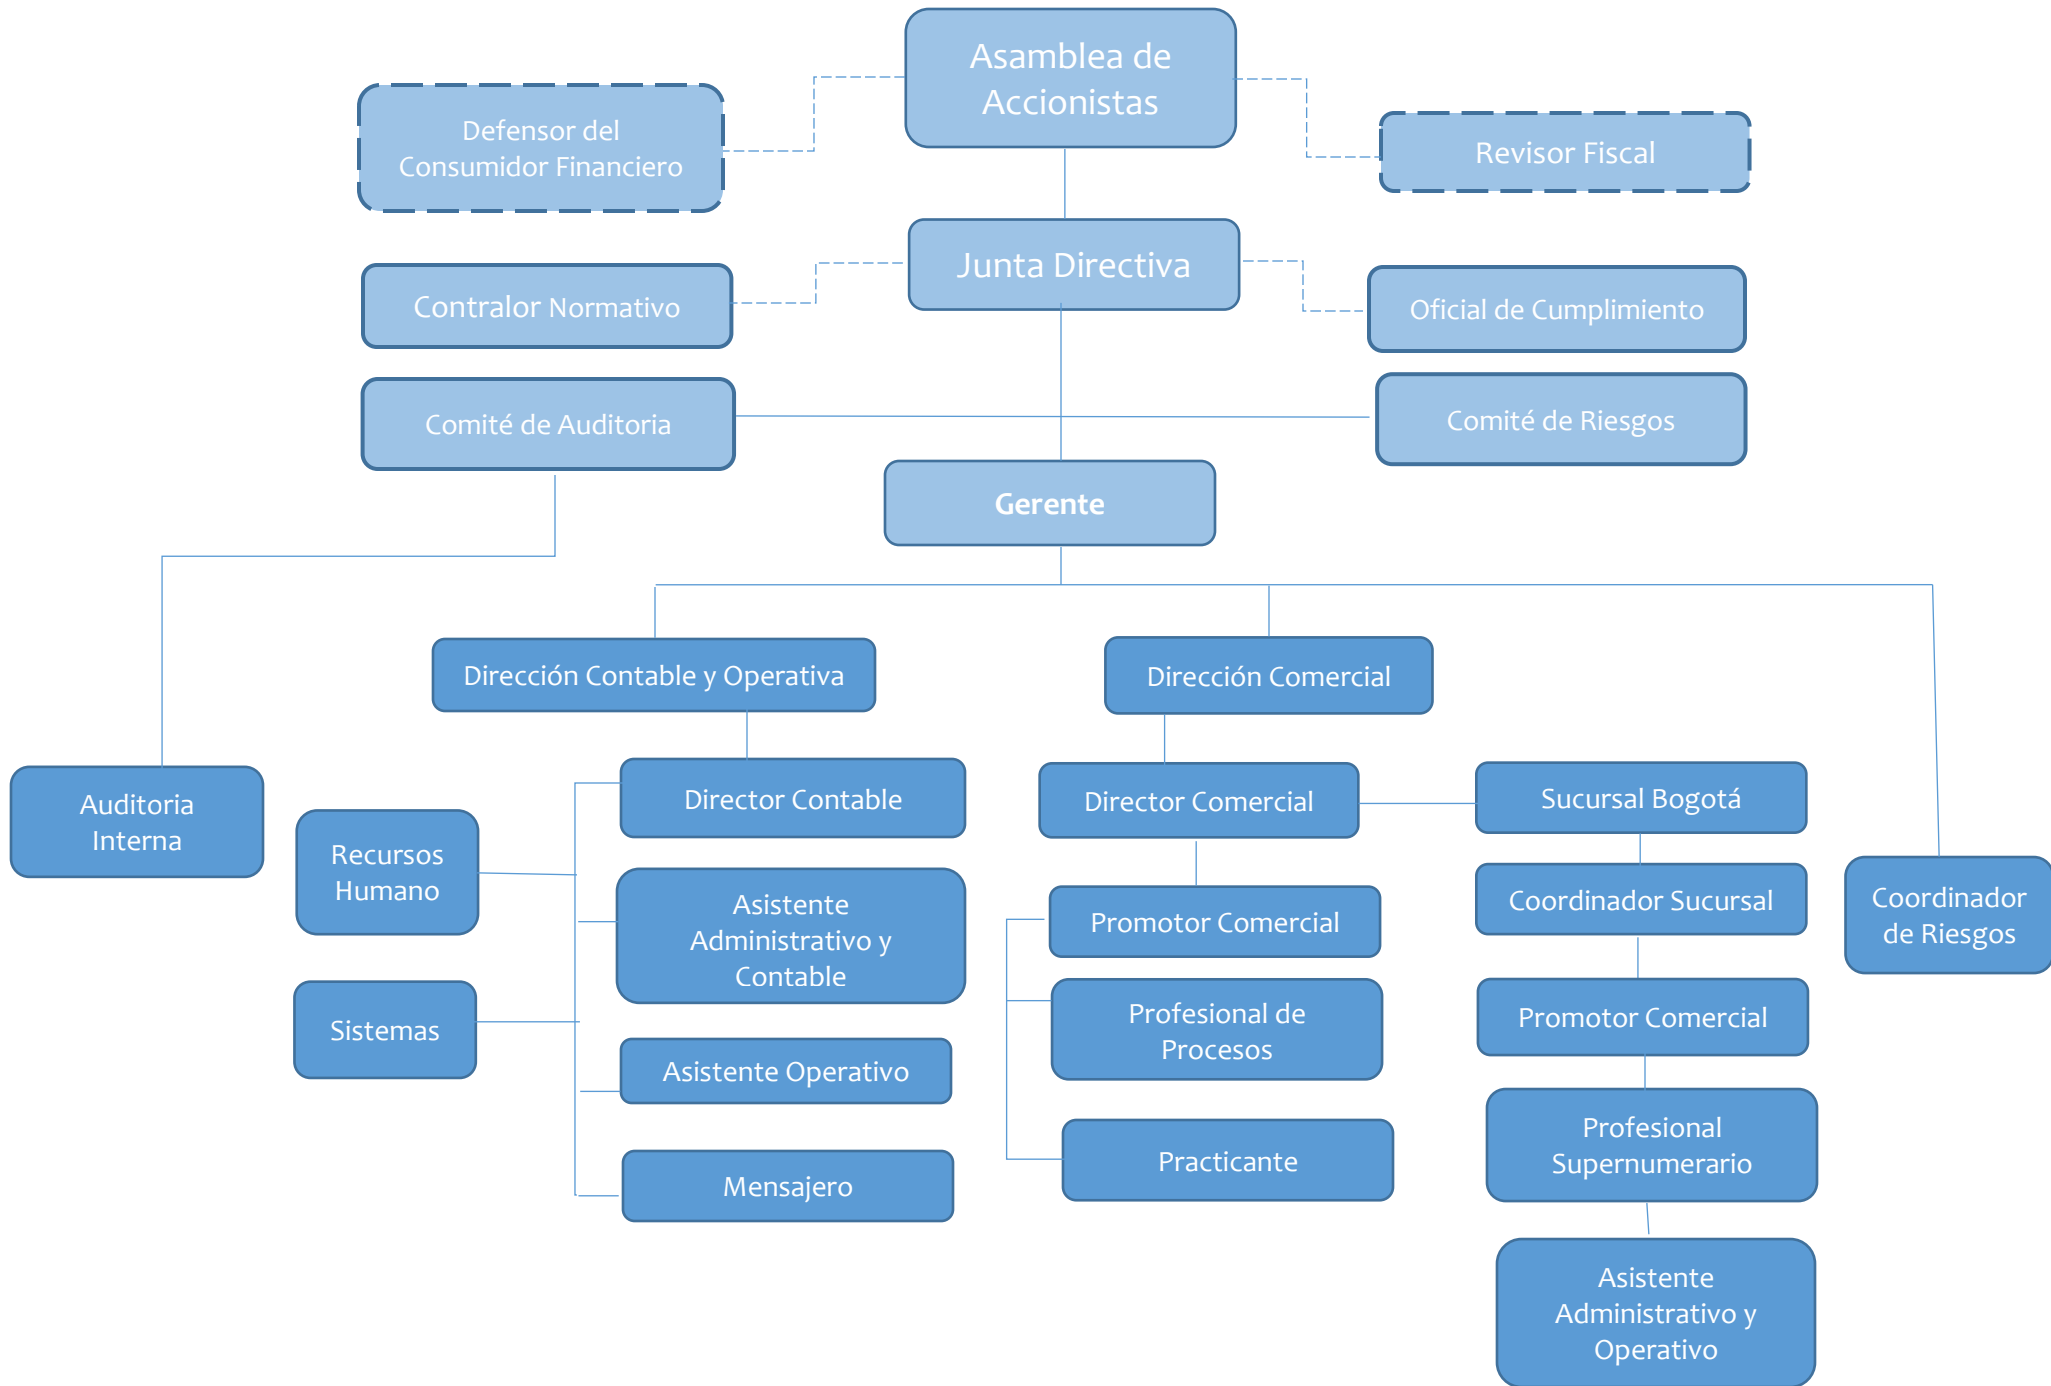 Asamblea de
Accionistas
Defensor del
Consumidor Financiero
Revisor Fiscal
Junta Directiva
Contralor Normativo
Oficial de Cumplimiento
Comité de Auditoria
Comité de Riesgos
Gerente
Dirección Contable y Operativa
Dirección Comercial
Auditoria
Interna
Recursos
Humano
Sistemas
Director Contable
Asistente
Administrativo y
Contable
Asistente Operativo
Mensajero
Director Comercial
Promotor Comercial
Profesional de
Procesos
Practicante
Sucursal Bogotá
Coordinador Sucursal
Promotor Comercial
Profesional
Supernumerario
Asistente
Administrativo y
Operativo
Coordinador
de Riesgos